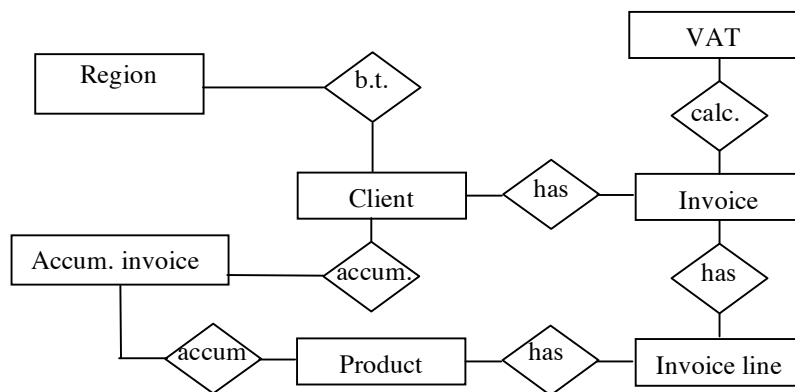 VAT
Region
b.t.
calc.
Client
has
Invoice
Accum. invoice
accum.
has
accum
Product
has
Invoice line